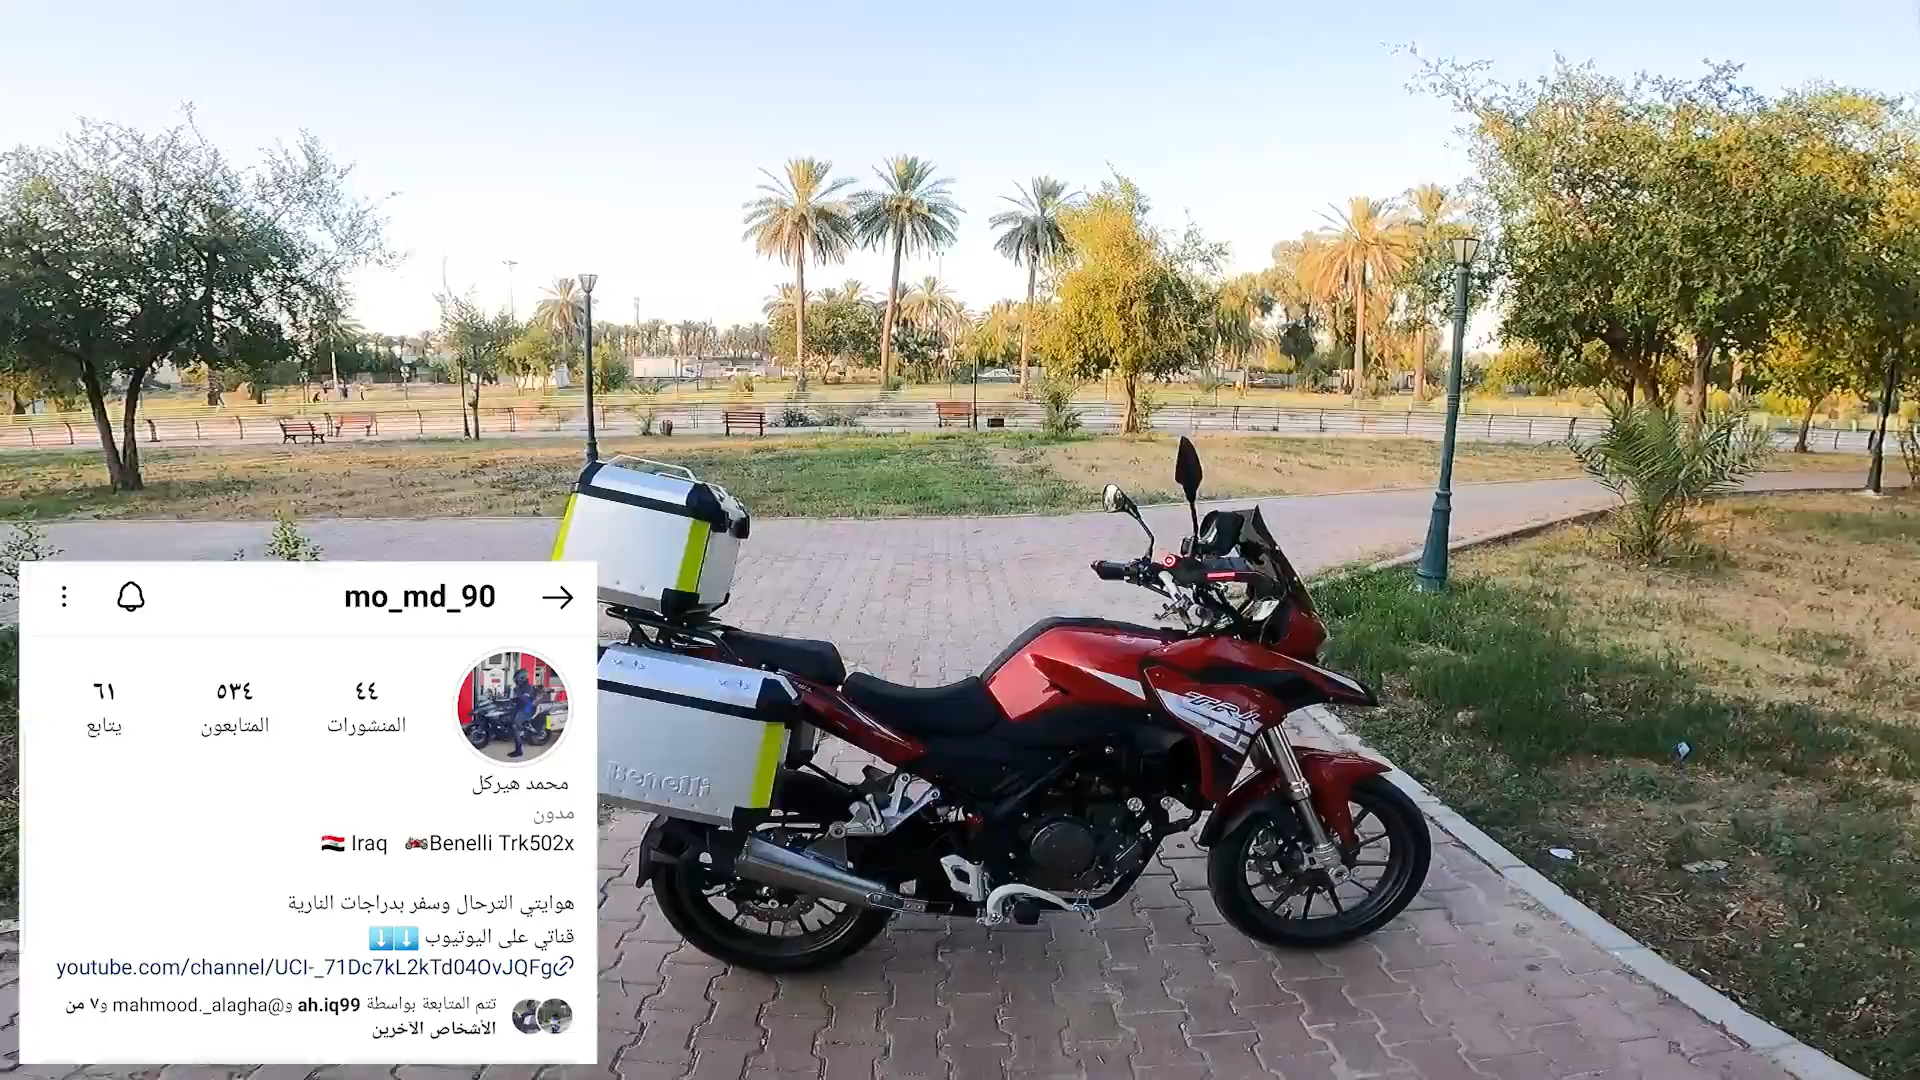 mo_md_90
٤٤ ٥٣٤ ٦١
المنشورات المتابعون يتابع
محمد هيركل
مدون
🇮🇶 Iraq 🏍️Benelli Trk502x
هوايتي الترحال وسفر بدراجات النارية
قناتي على اليوتيوب ⬇️⬇️
youtube.com/channel/UCI-_71Dc7kL2kTd04OvJQFg
تتم المتابعة بواسطة ah.iq99 و@mahmood._alagha و٧ من
الأشخاص الآخرين
Benelli